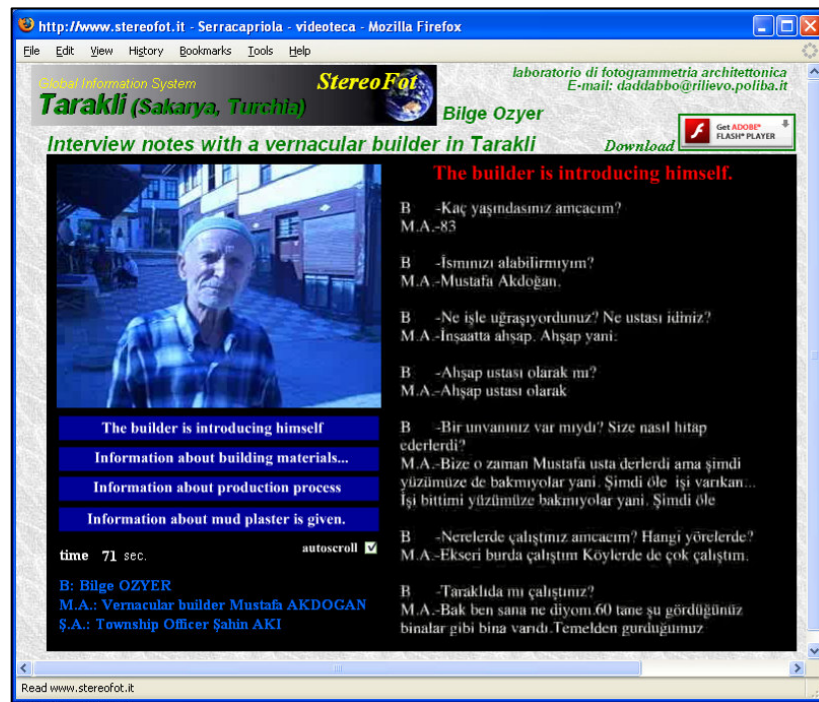 http://www.stereofot.it - Serracapriola - videoteca - Mozilla Firefox
File Edit View History Bookmarks Tools Help
Global Information System
StereoFot
Tarakli (Sakarya, Turchia)
laboratorio di fotogrammetria architettonica
E-mail: daddabbo@rilievo.poliba.it
Bilge Ozyer
Interview notes with a vernacular builder in Tarakli
Download
Get ADOBE®
FLASH® PLAYER
The builder is introducing himself
Information about building materials...
Information about production process
Information about mud plaster is given.
time 71 sec.
autoscroll
B: Bilge OZYER
M.A.: Vernacular builder Mustafa AKDOGAN
Ş.A.: Township Officer Şahin AKI
The builder is introducing himself.
B -Kaç yaşındasınız amcacım?
M.A.-83
B -İsminızı alabilirmıyım?
M.A.-Mustafa Akdoğan.
B -Ne işle uğraşıyordunuz? Ne ustası idiniz?
M.A.-İnşaatta ahşap. Ahşap yani.
B -Ahşap ustası olarak mı?
M.A.-Ahşap ustası olarak
B -Bir unvanınız var mıydı? Size nasıl hitap
ederlerdi?
M.A.-Bize o zaman Mustafa usta derlerdi ama şimdi
yüzümüze de bakmıyolar yani. Şimdi öle işi varıkan...
İşi bittimi yüzümüze bakmıyolar yani. Şimdi öle
B -Nerelerde çalıştınız amcacım? Hangi yörelerde?
M.A.-Ekseri burda çalıştım Köylerde de çok çalıştım.
B -Taraklıda mı çalıştınız?
M.A.-Bak ben sana ne diyom.60 tane şu gördüğünüz
binalar gibi bina vardı.Temelden gurduğumuz
Read www.stereofot.it